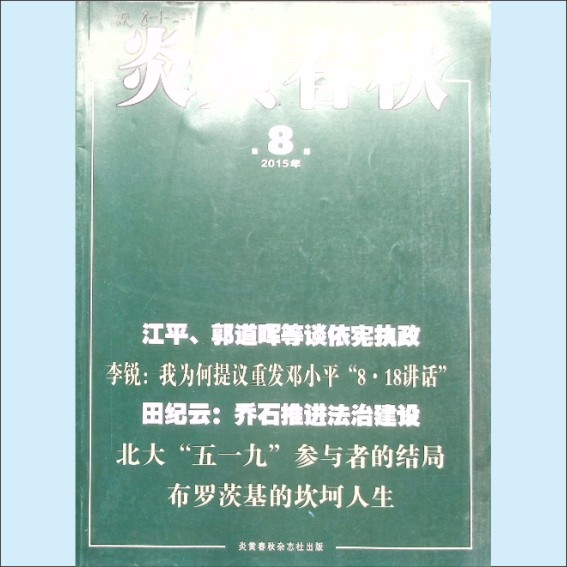 炎黄春秋
第 8 期
2015年
江平、郭道晖等谈依宪执政
李锐：我为何提议重发邓小平“8·18讲话”
田纪云：乔石推进法治建设
北大“五一九”参与者的结局
布罗茨基的坎坷人生
炎黄春秋杂志社出版